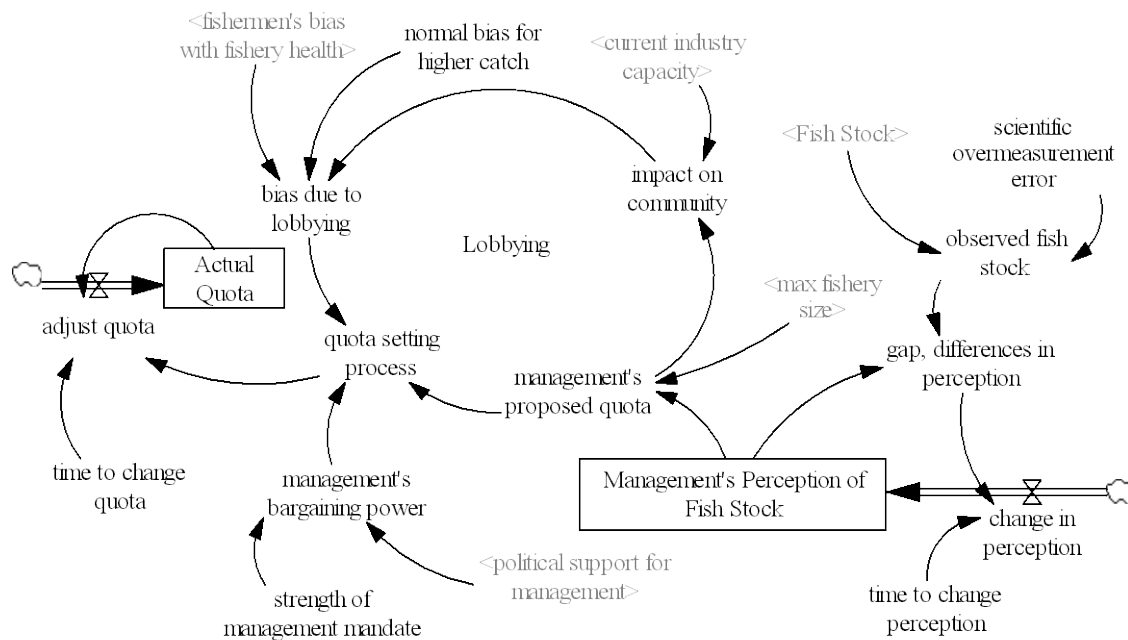 <fishermen's bias
with fishery health>
normal bias for
higher catch
<current industry
capacity>
<Fish Stock>
scientific
overmeasurement
error
bias due to
lobbying
impact on
community
Lobbying
observed fish
stock
Actual
Quota
<max fishery
size>
adjust quota
quota setting
process
gap, differences in
perception
management's
proposed quota
time to change
quota
management's
bargaining power
Management's Perception of
Fish Stock
change in
perception
<political support for
management>
strength of
management mandate
time to change
perception